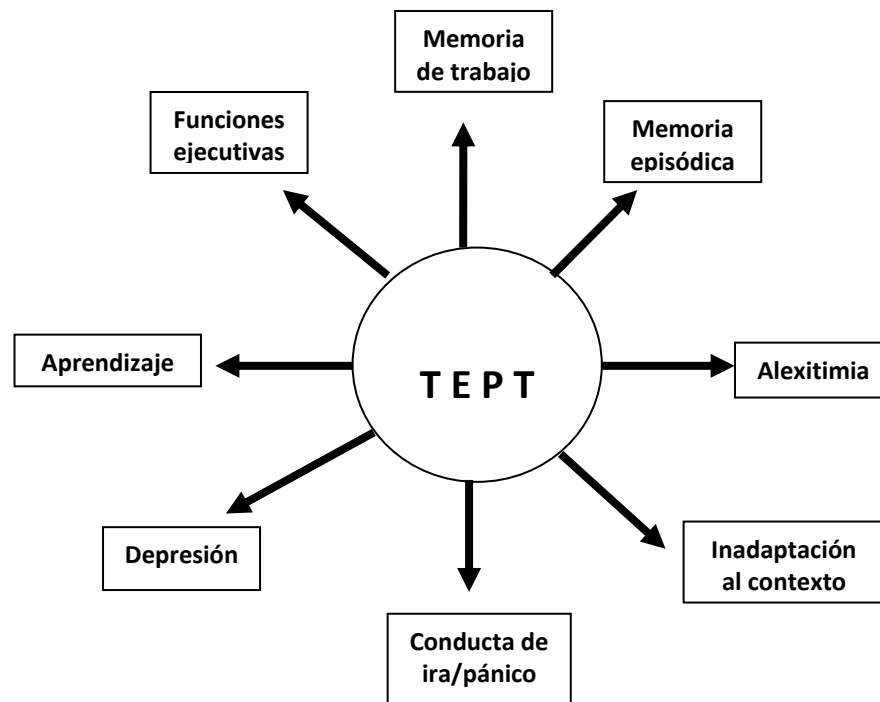 Memoria
de trabajo
Funciones
ejecutivas
Memoria
episódica
Aprendizaje
T E P T
Alexitimia
Depresión
Inadaptación
al contexto
Conducta de
ira/pánico